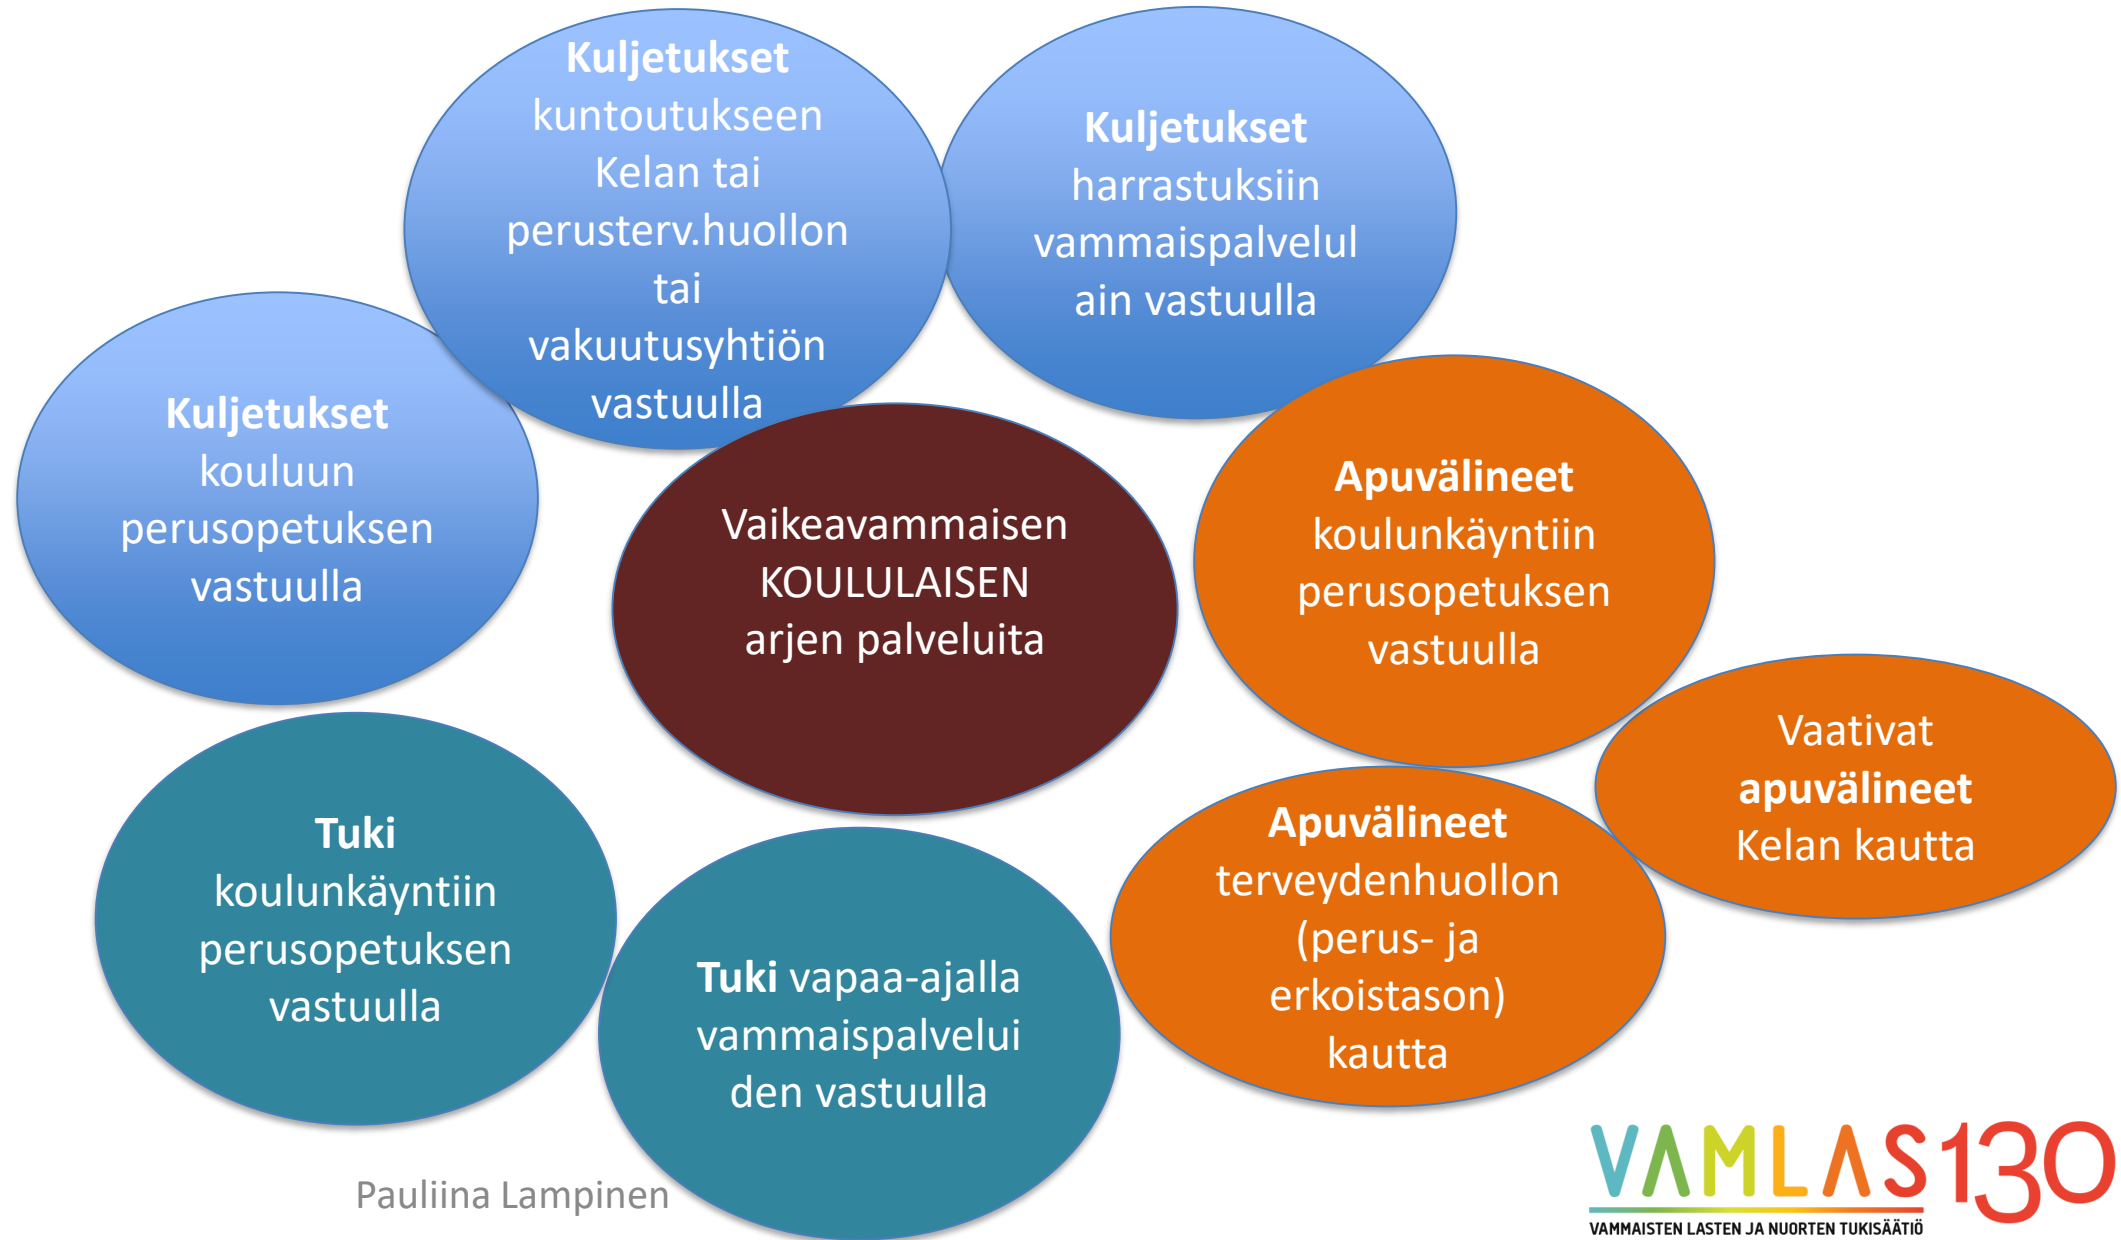 Kuljetukset
kuntoutukseen
Kelan tai
perusterv.huollon
tai
vakuutusyhtiön
vastuulla
Kuljetukset
harrastuksiin
vammaispalvelul
ain vastuulla
Kuljetukset
kouluun
perusopetuksen
vastuulla
Vaikeavammaisen
KOULULAISEN
arjen palveluita
Apuvälineet
koulunkäyntiin
perusopetuksen
vastuulla
Vaativat
apuvälineet
Kelan kautta
Tuki
koulunkäyntiin
perusopetuksen
vastuulla
Tuki vapaa-ajalla
vammaispalvelui
den vastuulla
Apuvälineet
terveydenhuollon
(perus- ja
erkoistason)
kautta
Pauliina Lampinen
VAMLAS130
VAMMAISTEN LASTEN JA NUORTEN TUKISÄÄTIÖ